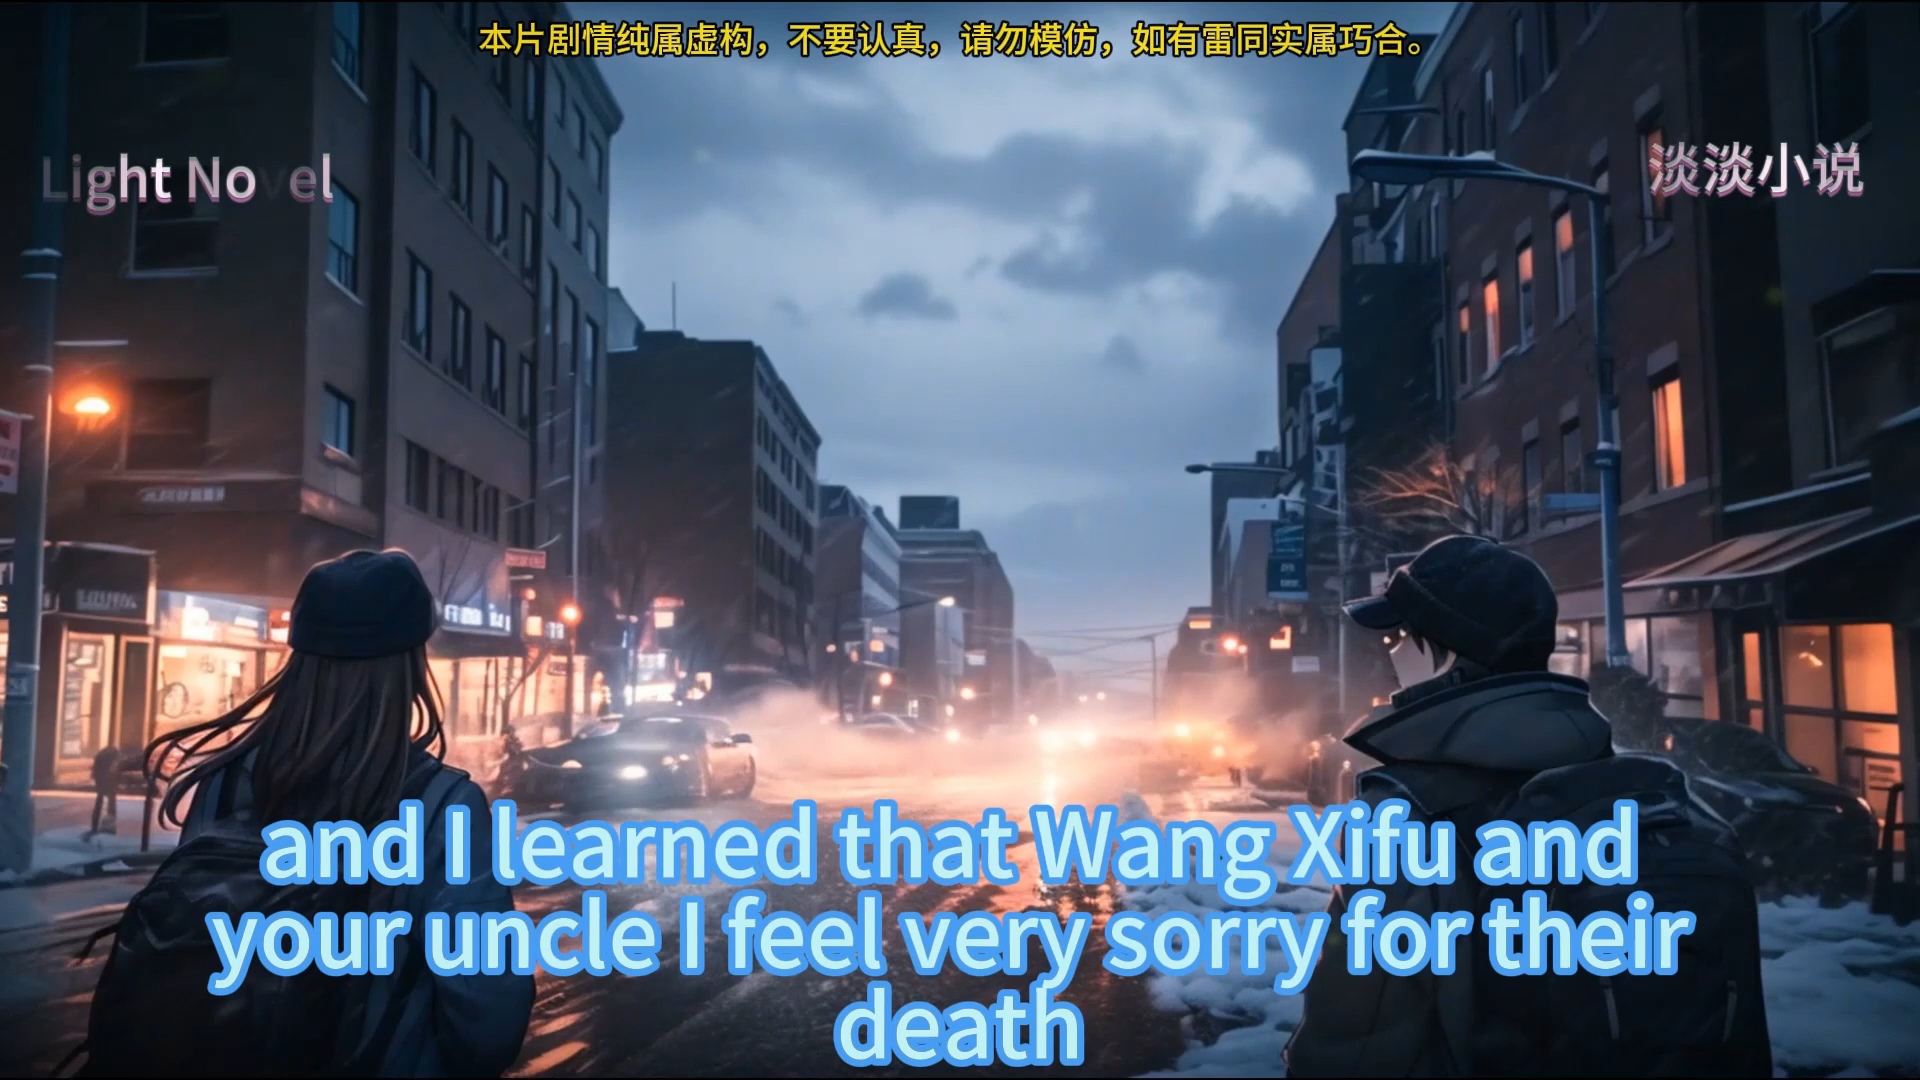 本片剧情纯属虚构，不要认真，请勿模仿，如有雷同实属巧合。
Light Novel
淡淡小说
and I learned that Wang Xifu and
your uncle I feel very sorry for their
death